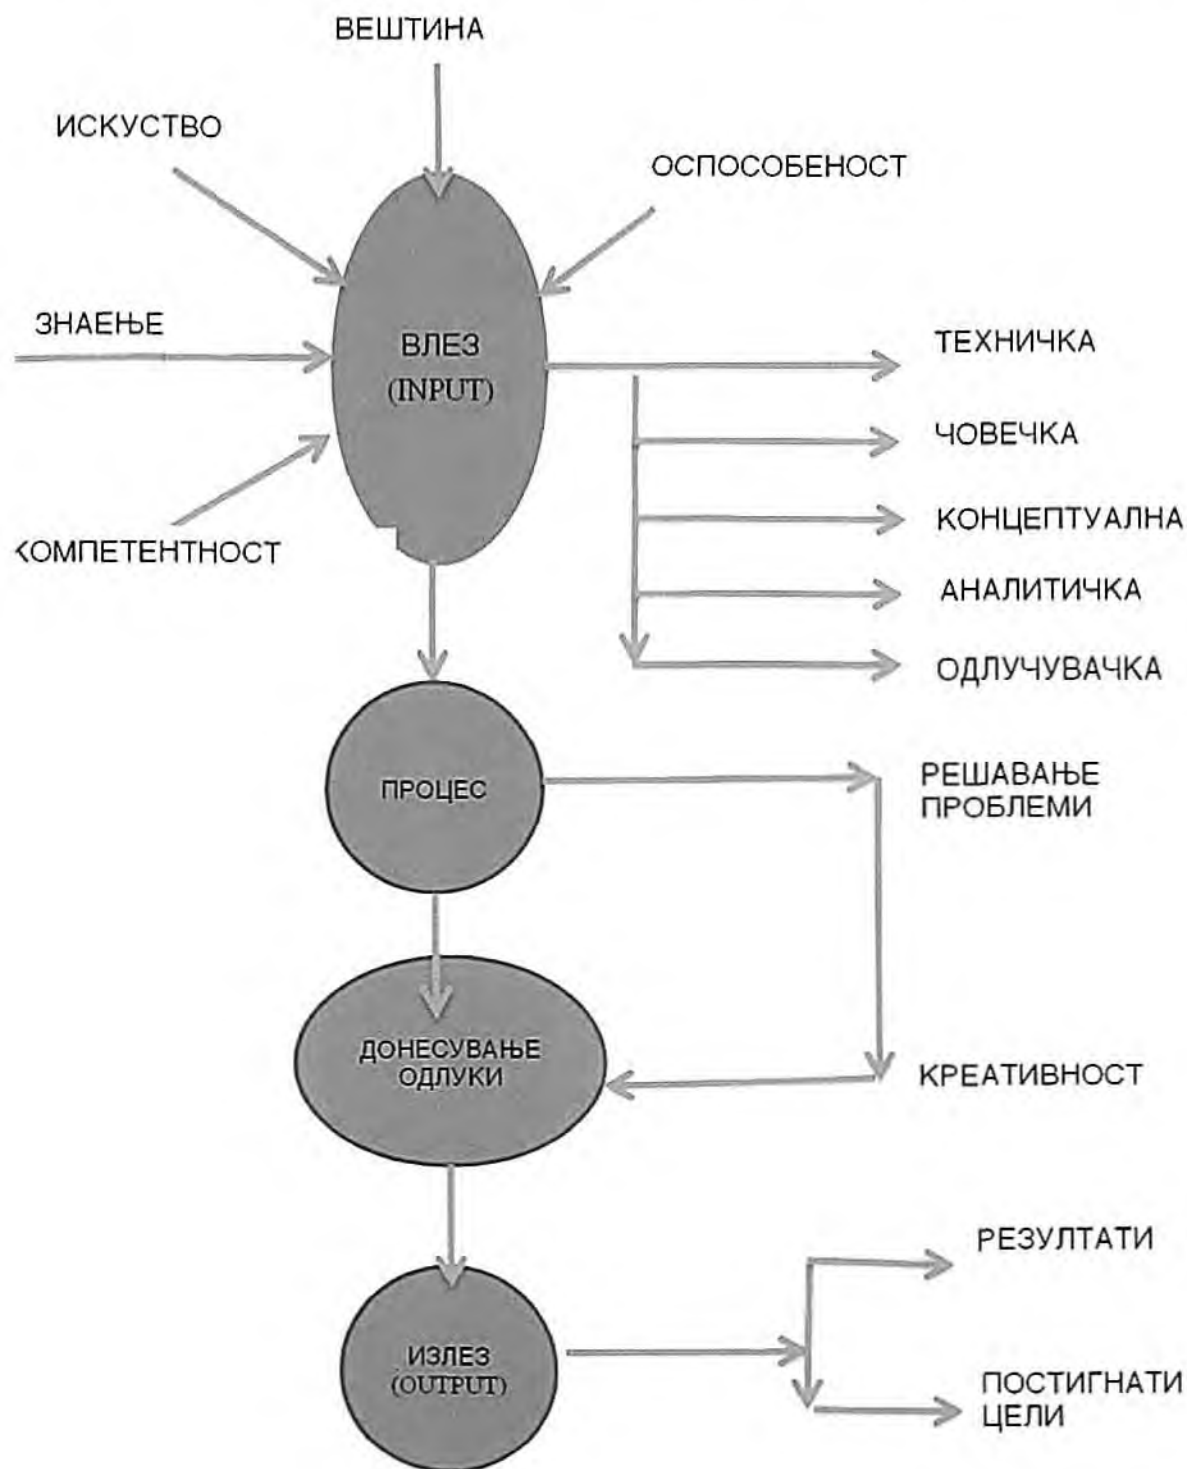 ВЕШТИНА
ИСКУСТВО
ОСПОСОБЕНОСТ
ЗНАЕЊЕ
ВЛЕЗ
(INPUT)
ТЕХНИЧКА
ЧОВЕЧКА
КОНЦЕПТУАЛНА
КОМПЕТЕНТНОСТ
АНАЛИТИЧКА
ОДЛУЧУВАЧКА
ПРОЦЕС
РЕШАВАЊЕ
ПРОБЛЕМИ
ДОНЕСУВАЊЕ
ОДЛУКИ
КРЕАТИВНОСТ
РЕЗУЛТАТИ
ИЗЛЕЗ
(OUTPUT)
ПОСТИГНАТИ
ЦЕЛИ